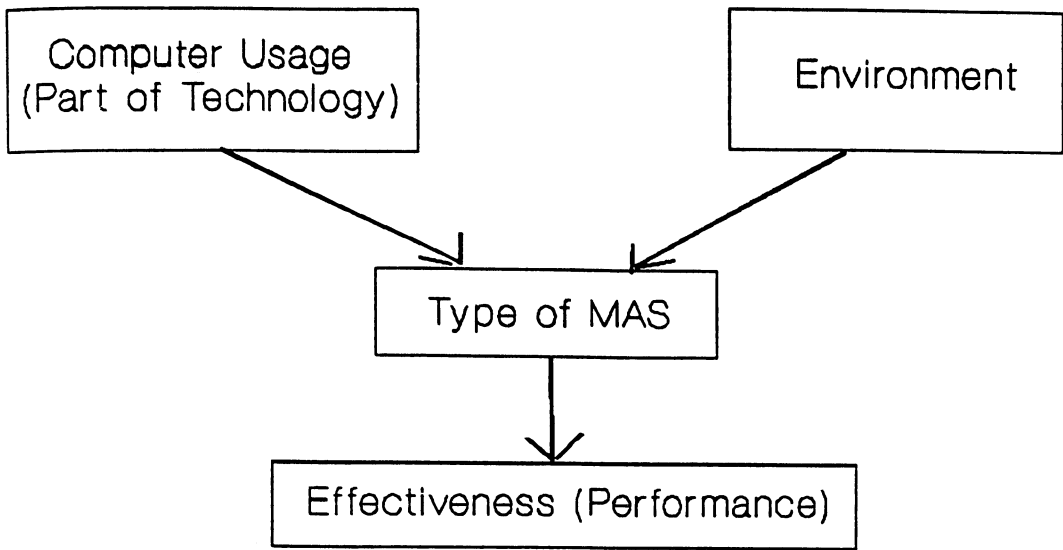 Computer Usage
(Part of Technology)
Environment
Type of MAS
Effectiveness (Performance)